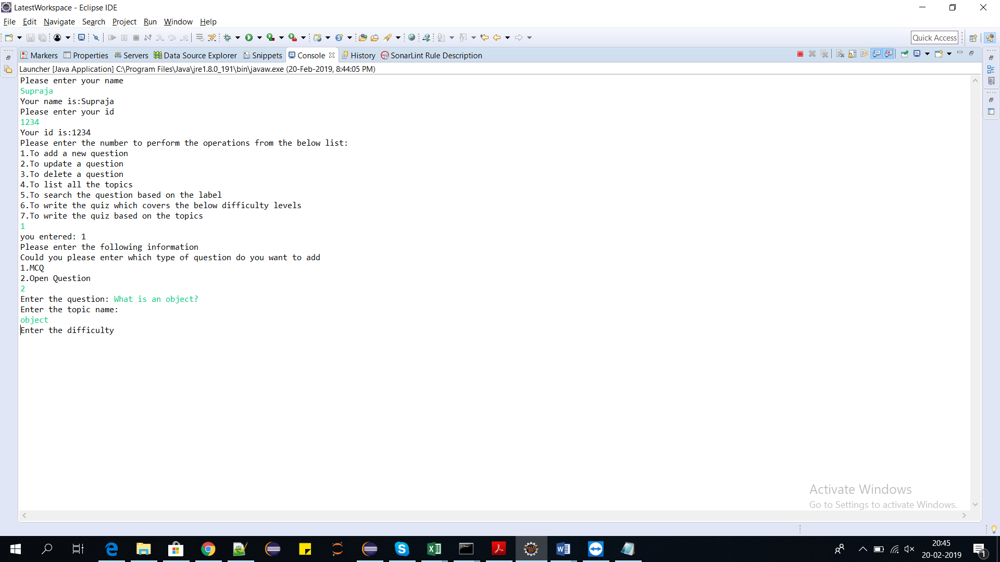 LatestWorkspace - Eclipse IDE
File Edit Navigate Search Project Run Window Help
Quick Access
Markers Properties Servers Data Source Explorer Snippets Console History SonarLint Rule Description
Launcher [Java Application] C:\Program Files\Java\jre1.8.0_191\bin\javaw.exe (20-Feb-2019, 8:44:05 PM)
Please enter your name
Supraja
Your name is:Supraja
Please enter your id
1234
Your id is:1234
Please enter the number to perform the operations from the below list:
1.To add a new question
2.To update a question
3.To delete a question
4.To list all the topics
5.To search the question based on the label
6.To write the quiz which covers the below difficulty levels
7.To write the quiz based on the topics
1
you entered: 1
Please enter the following information
Could you please enter which type of question do you want to add
1.MCQ
2.Open Question
2
Enter the question: What is an object?
Enter the topic name:
object
Enter the difficulty
Activate Windows
Go to Settings to activate Windows.
20:45
20-02-2019
1